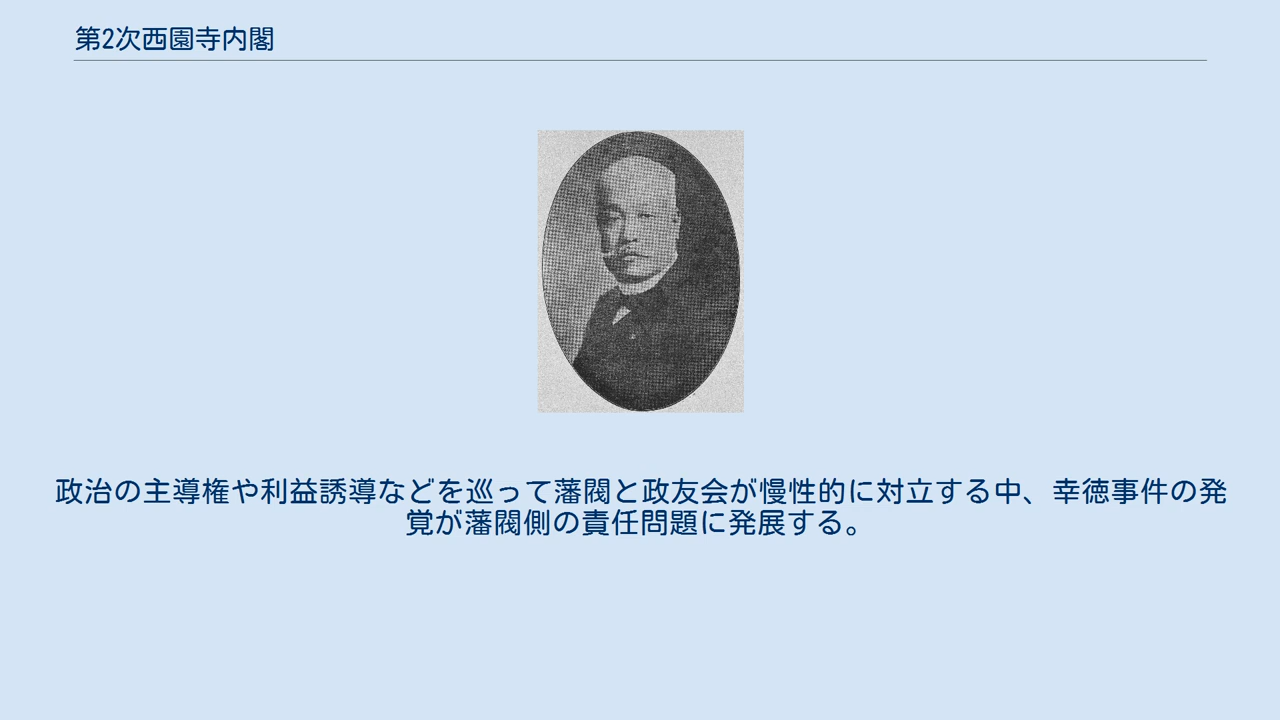 第2次西園寺内閣
政治の主導権や利益誘導などを巡って藩閥と政友会が慢性的に対立する中、幸徳事件の発
覚が藩閥側の責任問題に発展する。